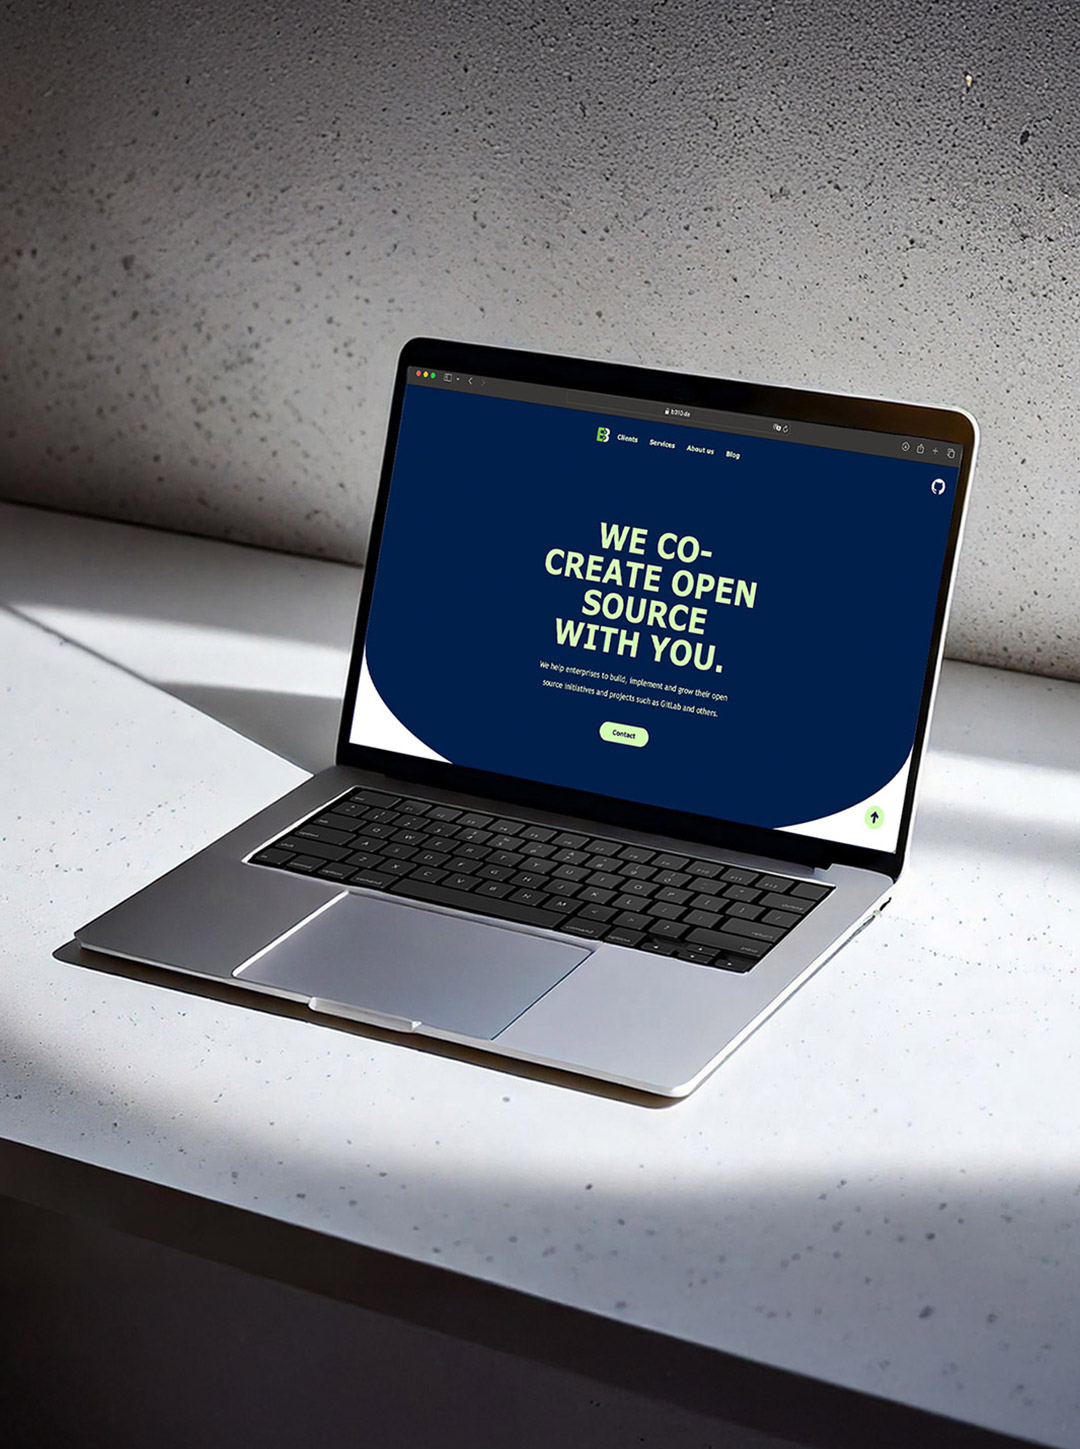 b310.de
Clients Services About us Blog
WE CO-
CREATE OPEN
SOURCE
WITH YOU.
We help enterprises to build, implement and grow their open
source initiatives and projects such as GitLab and others.
Contact